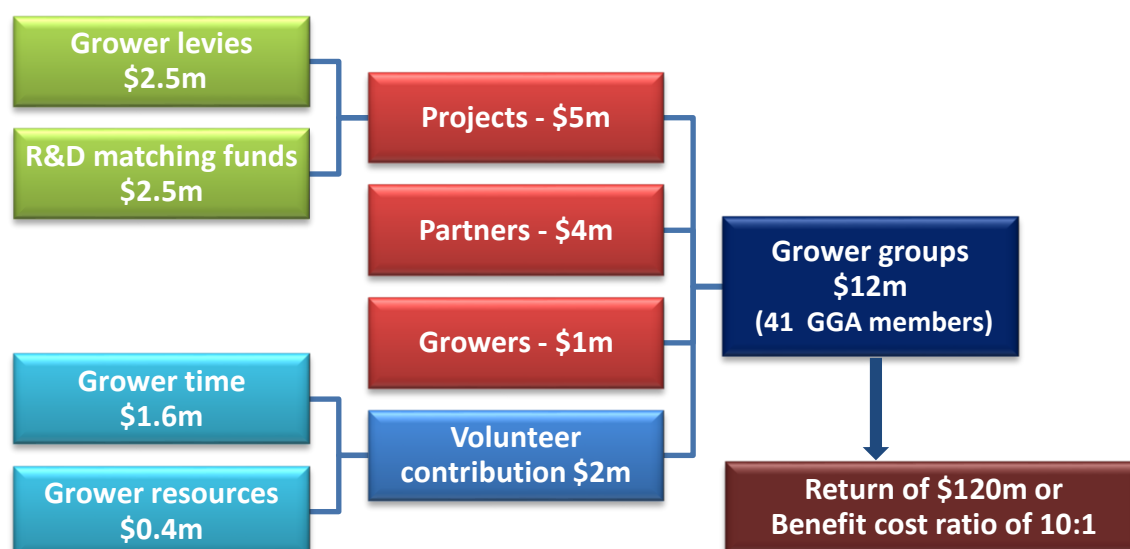 Grower levies
$2.5m
R&D matching funds
$2.5m
Projects - $5m
Partners - $4m
Growers - $1m
Grower time
$1.6m
Grower resources
$0.4m
Volunteer
contribution $2m
Grower groups
$12m
(41 GGA members)
Return of $120m or
Benefit cost ratio of 10:1